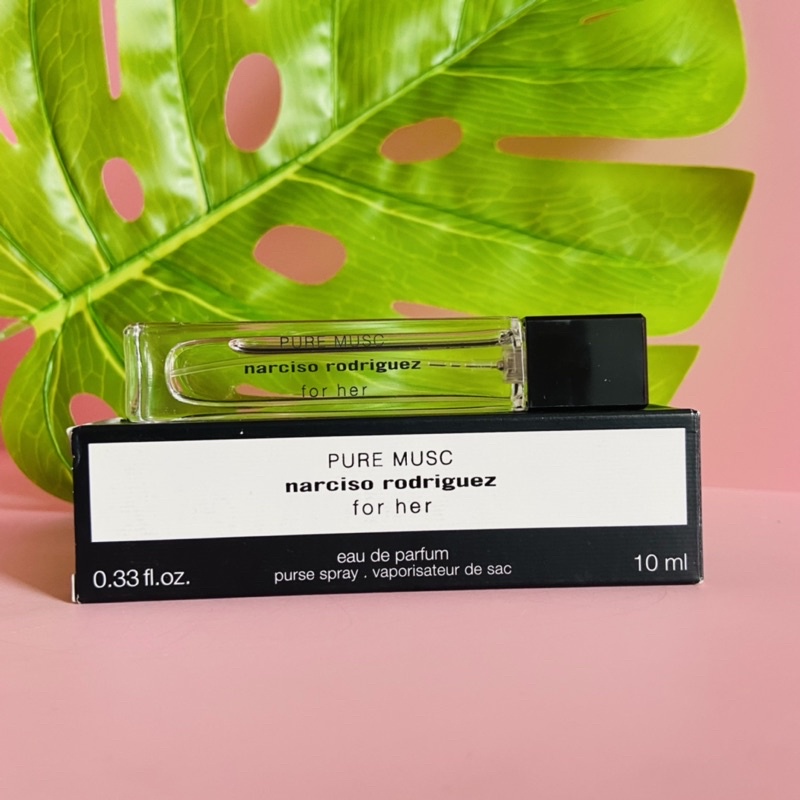 PURE MUSC
narciso rodriguez
for her
PURE MUSC
narciso rodriguez
for her
eau de parfum
0.33 fl.oz.
purse spray . vaporisateur de sac
10 ml